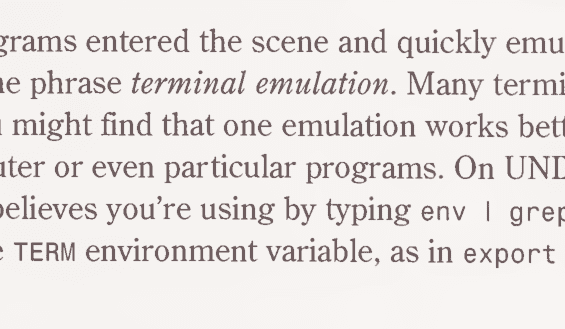 grams entered the scene and quickly emu
ne phrase terminal emulation. Many termi
might find that one emulation works bett
uter or even particular programs. On UND
believes you're using by typing env | grep
e TERM environment variable, as in export